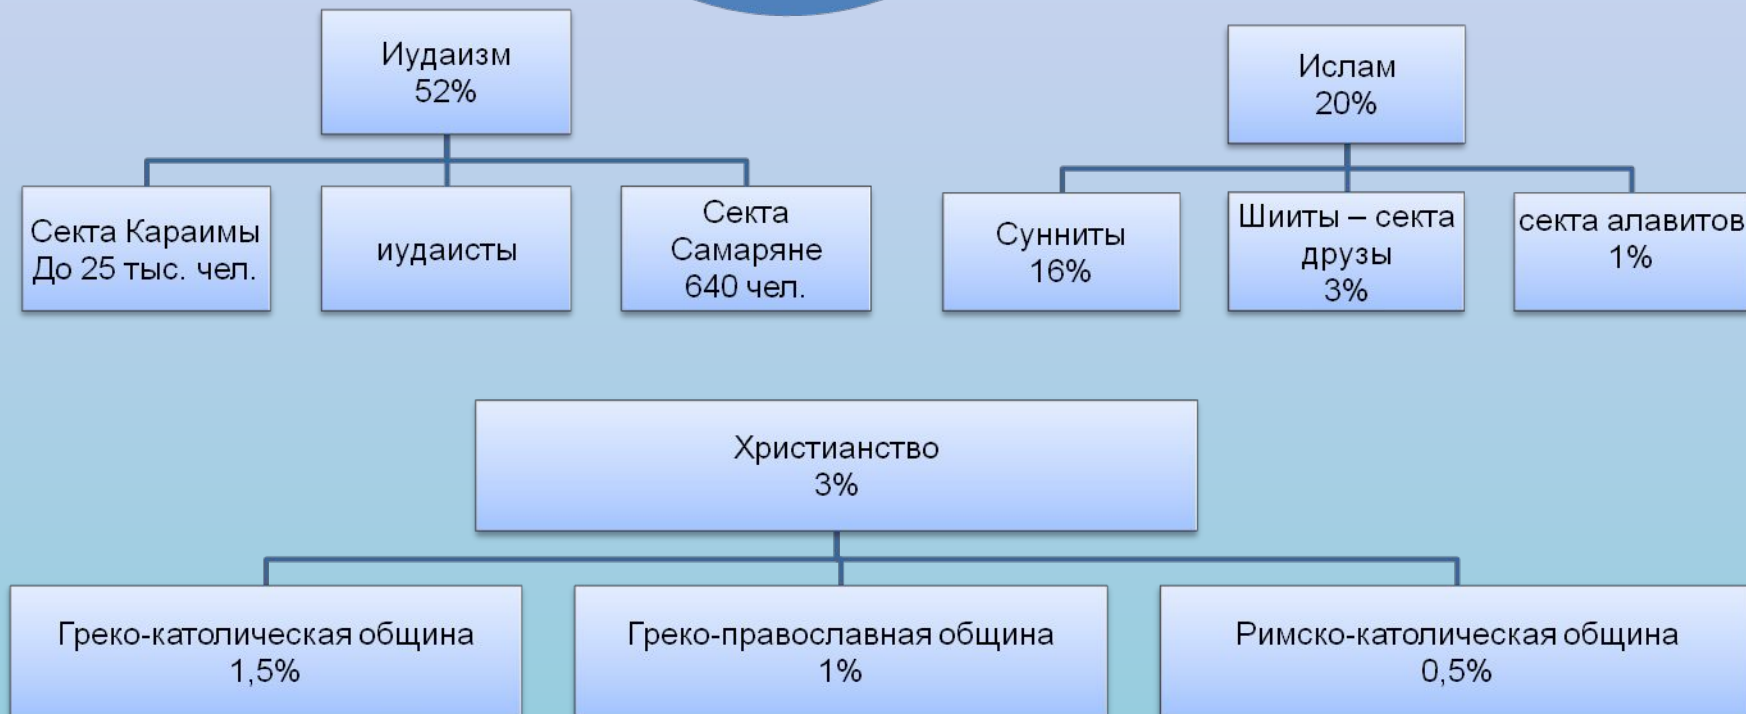 Иудаизм
52%
Секта Караимы
До 25 тыс. чел.
иудаисты
Секта
Самаряне
640 чел.
Ислам
20%
Сунниты
16%
Шииты – секта
друзы
3%
секта алавитов
1%
Христианство
3%
Греко-католическая община
1,5%
Греко-православная община
1%
Римско-католическая община
0,5%